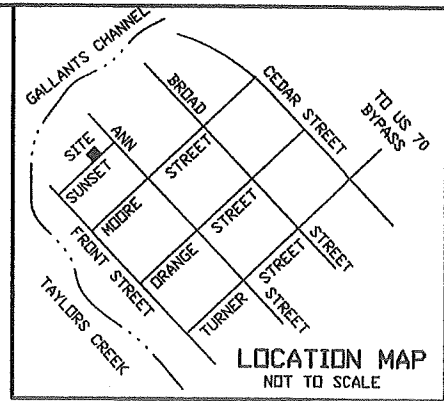 GALLANTS CHANNEL
BROAD
STREET
CEDAR STREET
TO US 70
BYPASS
SITE
ANN
STREET
SUNSET
MOORE
STREET
FRONT STREET
ORANGE
STREET
TURNER
STREET
TAYLORS CREEK
LOCATION MAP
NOT TO SCALE